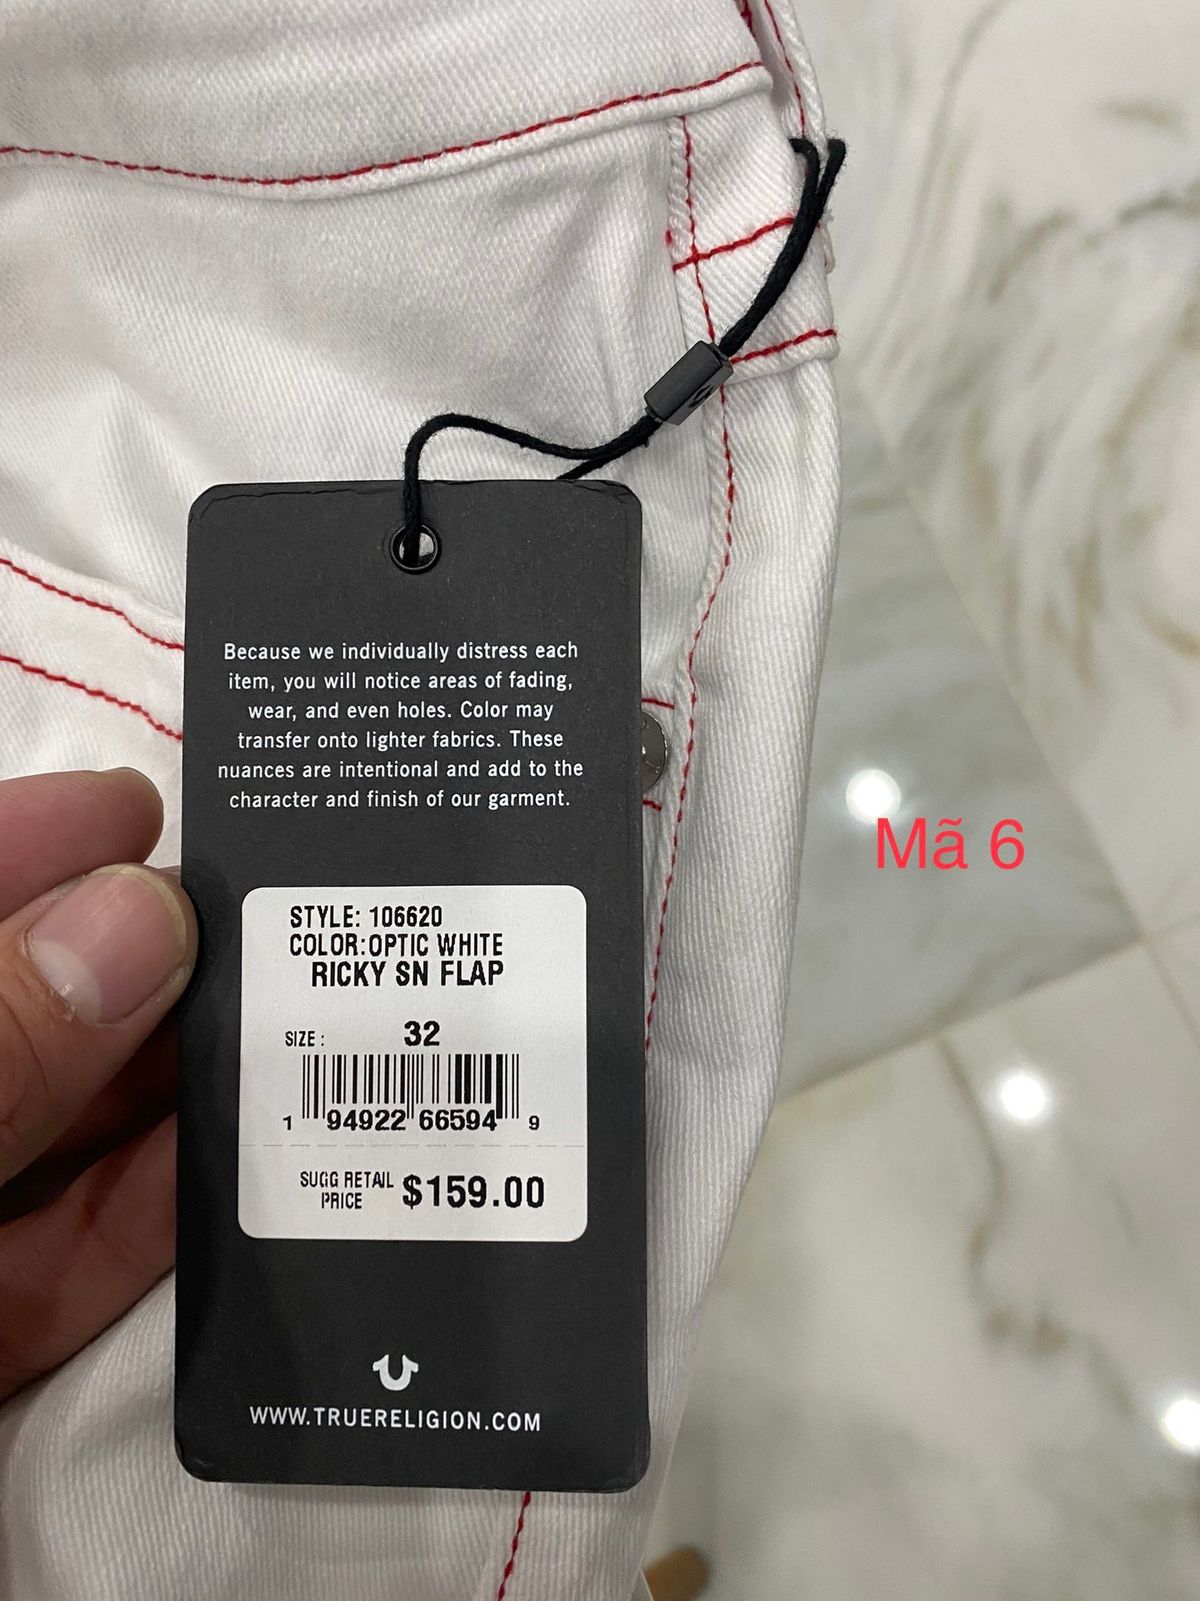 Because we individually distress each
item, you will notice areas of fading,
wear, and even holes. Color may
transfer onto lighter fabrics. These
nuances are intentional and add to the
character and finish of our garment.
Mã 6
STYLE: 106620
COLOR:OPTIC WHITE
RICKY SN FLAP
SIZE : 32
1 94922 66594 9
SUGG RETAIL
PRICE $159.00
WWW.TRUERELIGION.COM